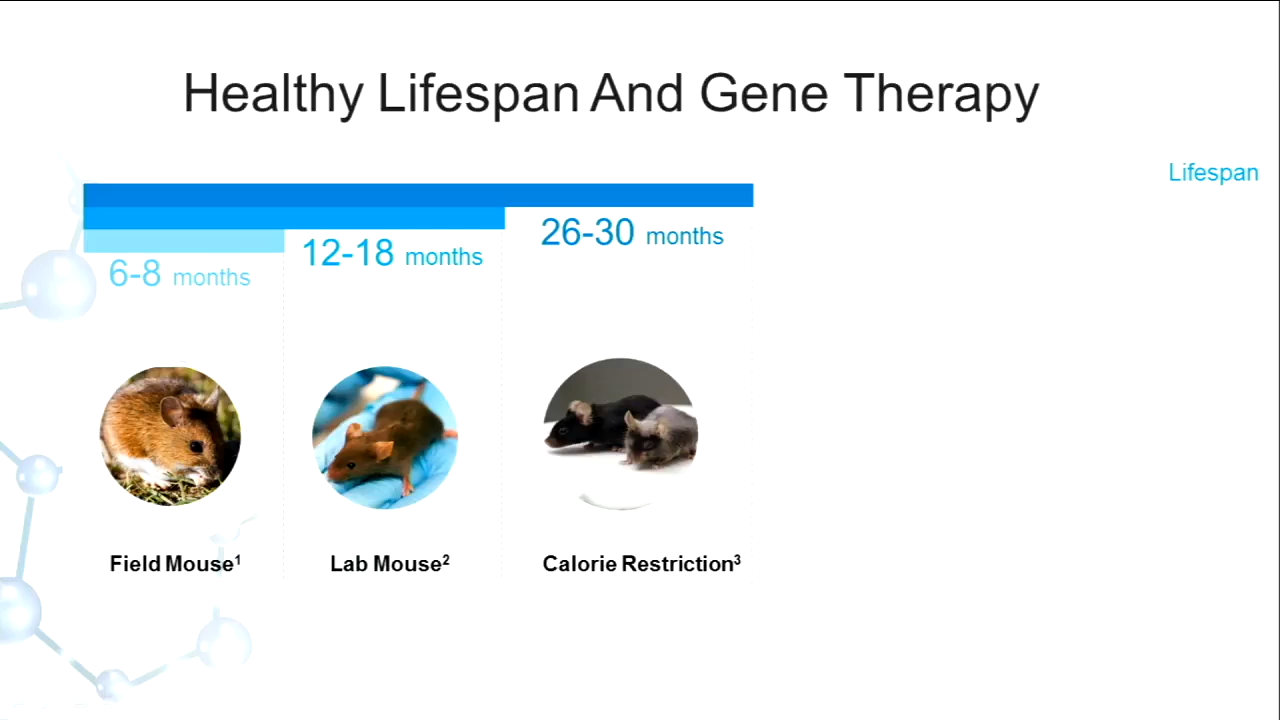 Healthy Lifespan And Gene Therapy
Lifespan
26-30 months
12-18 months
6-8 months
Field Mouse¹
Lab Mouse²
Calorie Restriction³